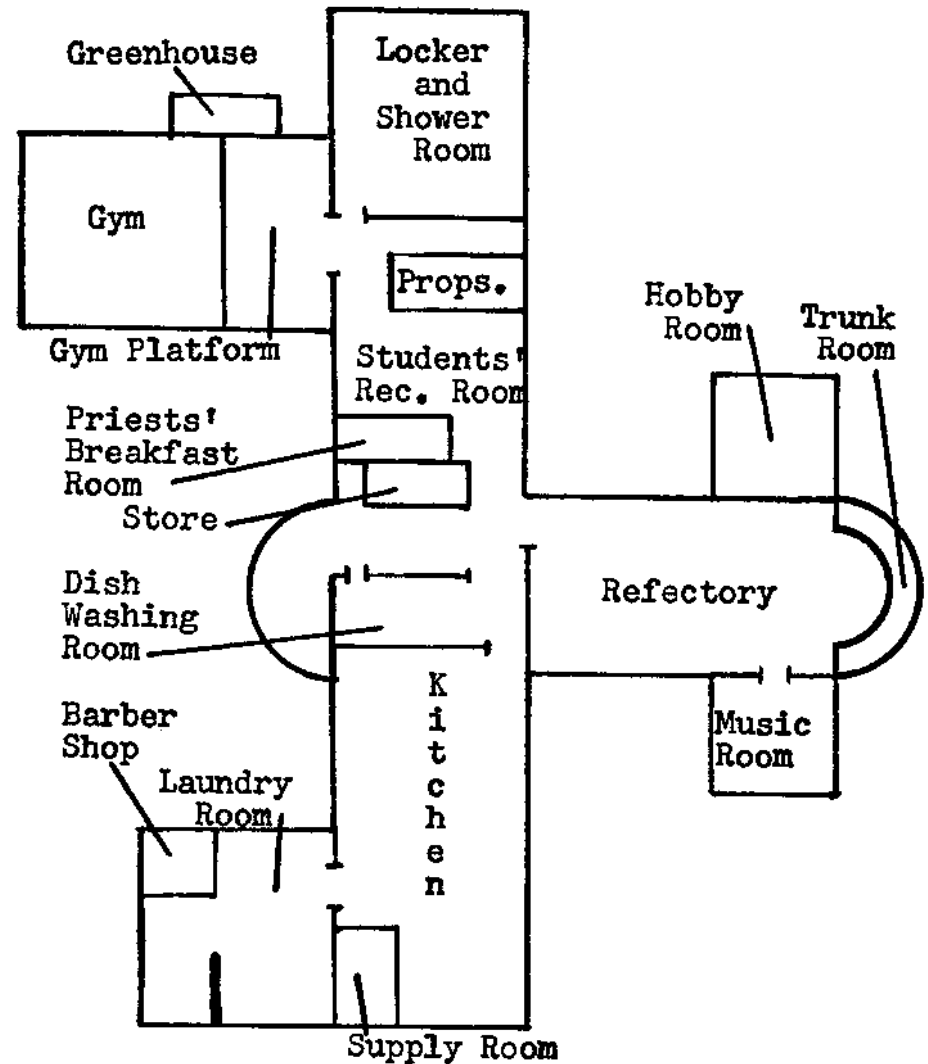 Greenhouse
Locker
and
Shower
Room
Gym
Props.
Gym Platform
Students'
Rec. Room
Hobby
Room
Trunk
Room
Priests'
Breakfast
Room
Store
Dish
Washing
Room
Refectory
Kitchen
Music
Room
Barber
Shop
Laundry
Room
Supply Room